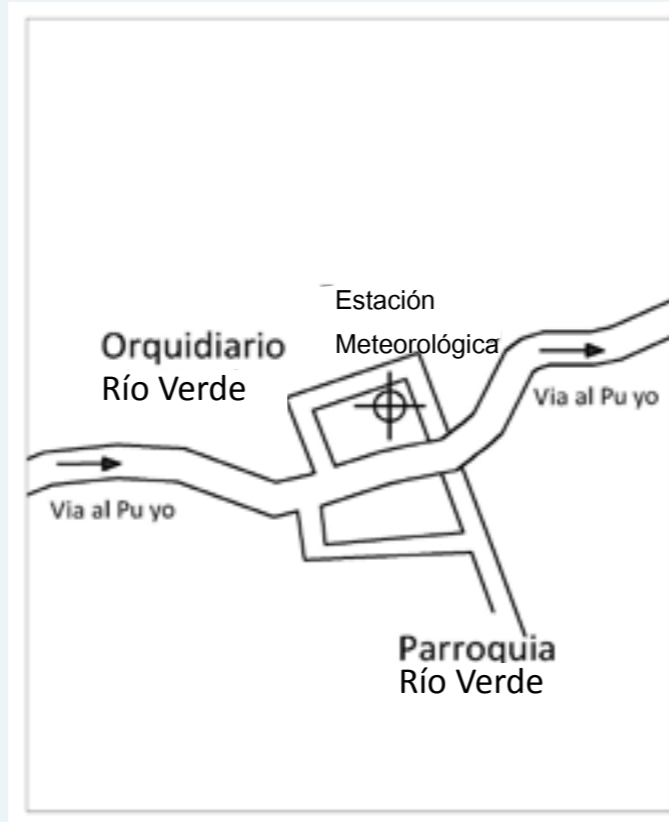 Estación
Meteorológica
Orquidiario
Río Verde
Via al Pu yo
Via al Pu yo
Parroquia
Río Verde